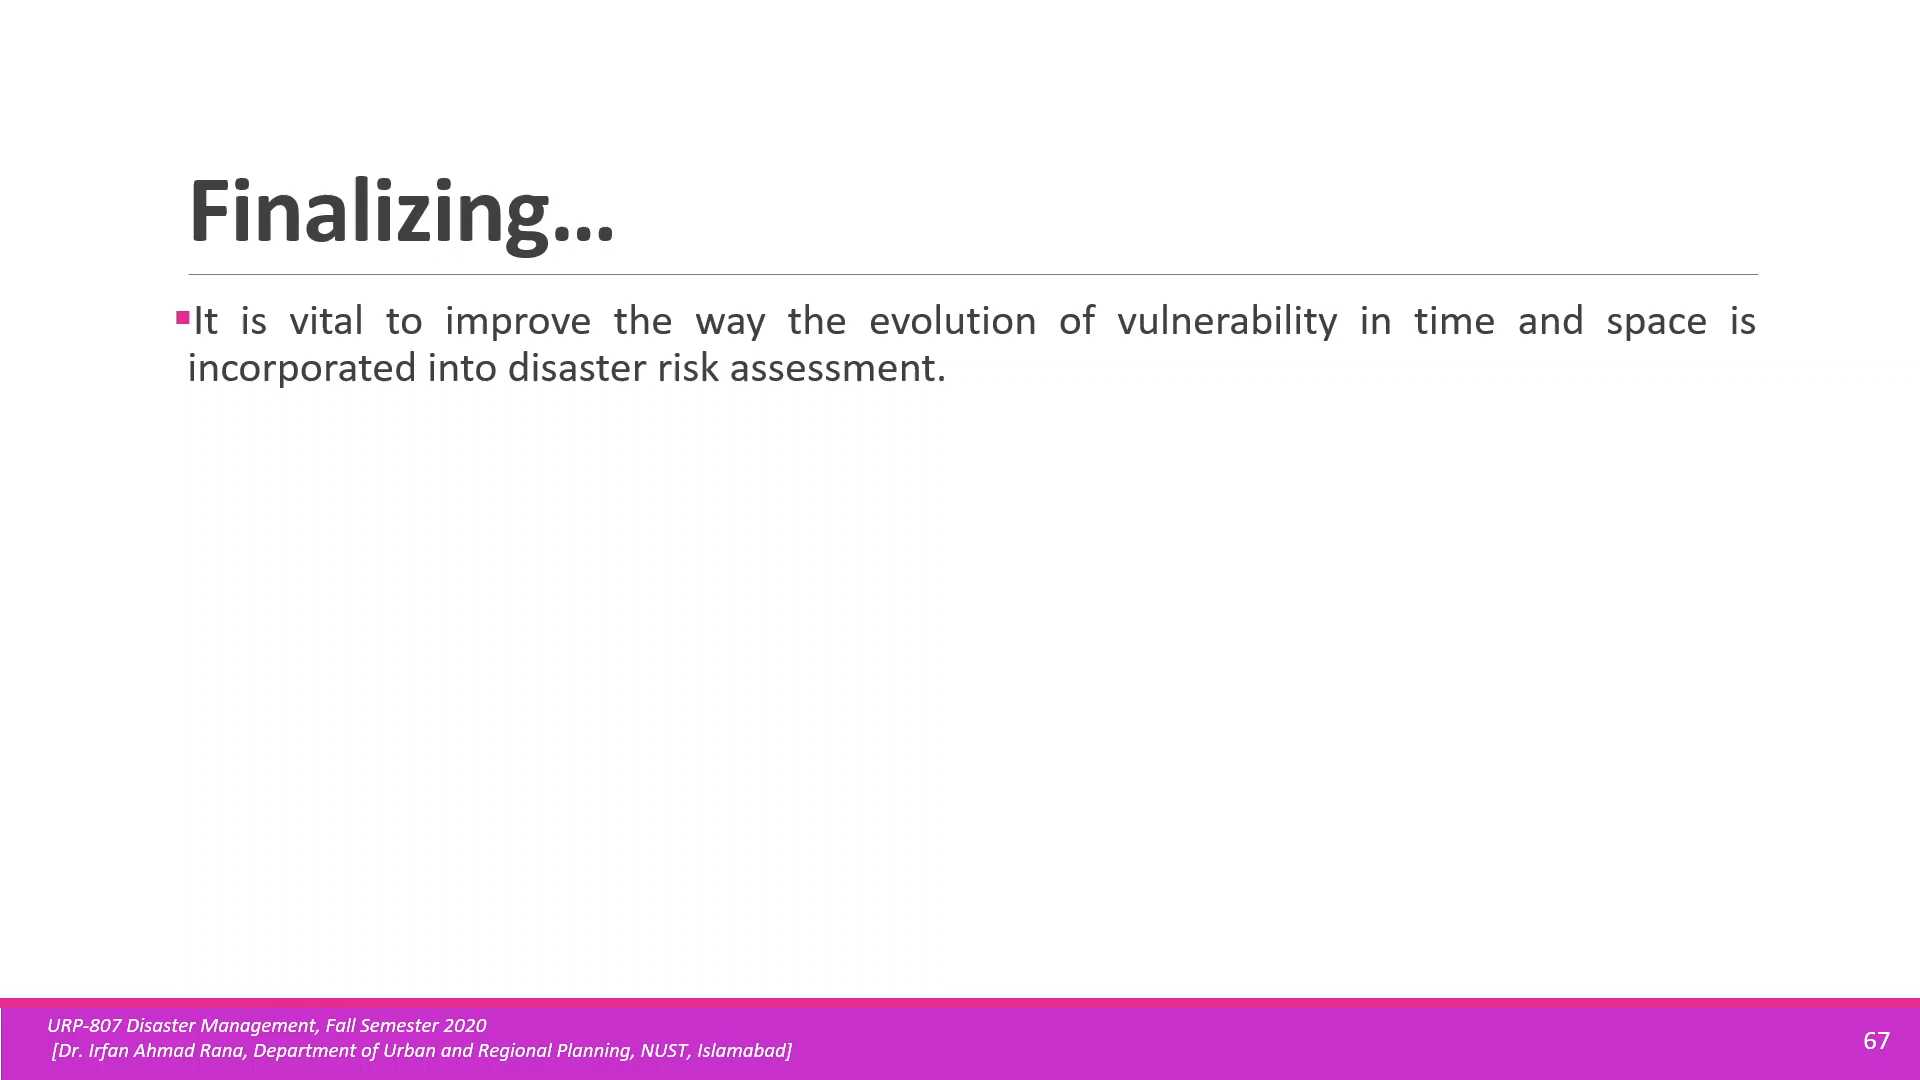 Finalizing...
▪It is vital to improve the way the evolution of vulnerability in time and space is
incorporated into disaster risk assessment.
URP-807 Disaster Management, Fall Semester 2020
[Dr. Irfan Ahmad Rana, Department of Urban and Regional Planning, NUST, Islamabad]
67